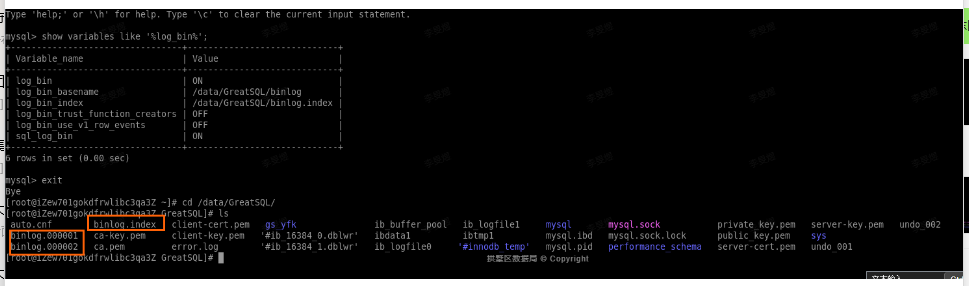 Type 'help;' or '\h' for help. Type '\c' to clear the current input statement.
mysql> show variables like '%log_bin%';
+---------------------------------+-----------------------------+
| Variable_name | Value |
+---------------------------------+-----------------------------+
| log_bin | ON |
| log_bin_basename | /data/GreatSQL/binlog |
| log_bin_index | /data/GreatSQL/binlog.index |
| log_bin_trust_function_creators | OFF |
| log_bin_use_v1_row_events | OFF |
| sql_log_bin | ON |
+---------------------------------+-----------------------------+
6 rows in set (0.00 sec)
mysql> exit
Bye
[root@iZew701gokdfrwlibc3qa3Z ~]# cd /data/GreatSQL/
[root@iZew701gokdfrwlibc3qa3Z GreatSQL]# ls
auto.cnf binlog.index client-cert.pem gs_yfk ib_buffer_pool ib_logfile1 mysql mysql.sock private_key.pem server-key.pem undo_002
binlog.000001 ca-key.pem client-key.pem '#ib_16384_0.dblwr' ibdata1 ibtmp1 mysql.ibd mysql.sock.lock public_key.pem sys
binlog.000002 ca.pem error.log '#ib_16384_1.dblwr' ib_logfile0 '#innodb_temp' mysql.pid performance_schema server-cert.pem undo_001
[root@iZew701gokdfrwlibc3qa3Z GreatSQL]#
拱墅区数据局 © Copyright